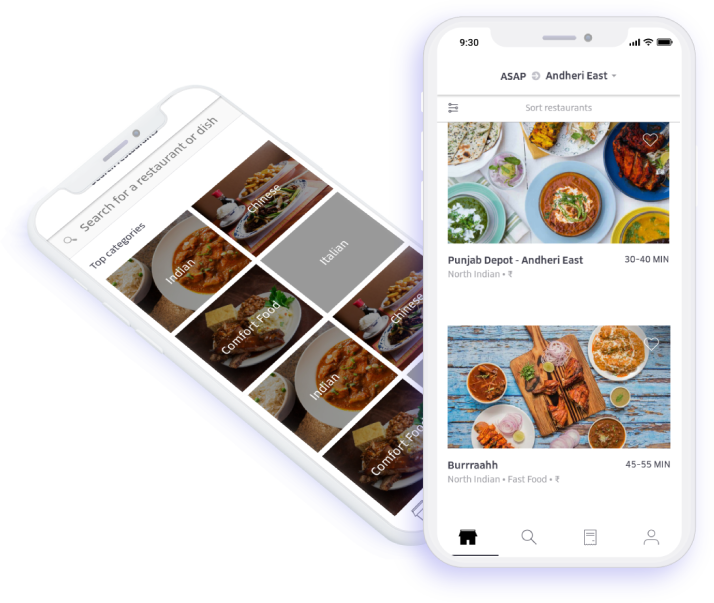 Search for a restaurant or dish
Top categories
Chinese
Indian
Italian
Comfort Food
Chinese
Indian
Comfort Foo
9:30
ASAP Andheri East
Sort restaurants
Punjab Depot - Andheri East 30-40 MIN
North Indian • ₹
Burrraahh 45-55 MIN
North Indian • Fast Food • ₹